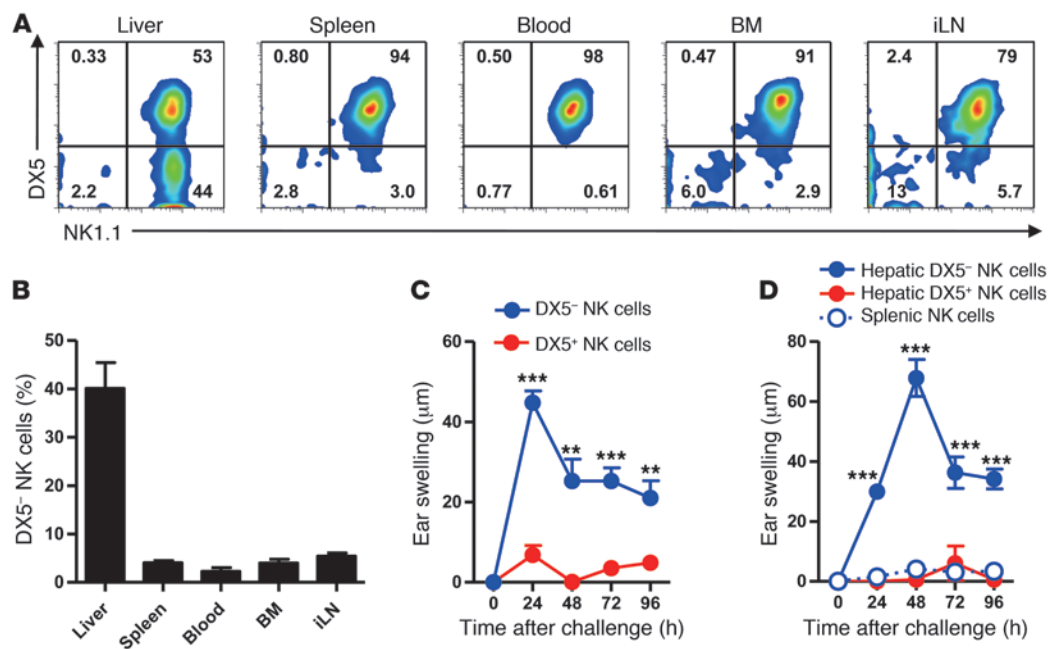 A
Liver Spleen Blood BM iLN
0.33 53 0.80 94 0.50 98 0.47 91 2.4 79
DX5
2.2 44 2.8 3.0 0.77 0.61 6.0 2.9 13 5.7
NK1.1
B
DX5⁻ NK cells (%)
50
40
30
20
10
0
Liver Spleen Blood BM iLN
C
DX5⁻ NK cells
DX5⁺ NK cells
Ear swelling (μm)
60
40
20
0
*** ** *** **
0 24 48 72 96
Time after challenge (h)
D
Hepatic DX5⁻ NK cells
Hepatic DX5⁺ NK cells
Splenic NK cells
Ear swelling (μm)
80
60
40
20
0
*** *** *** ***
0 24 48 72 96
Time after challenge (h)